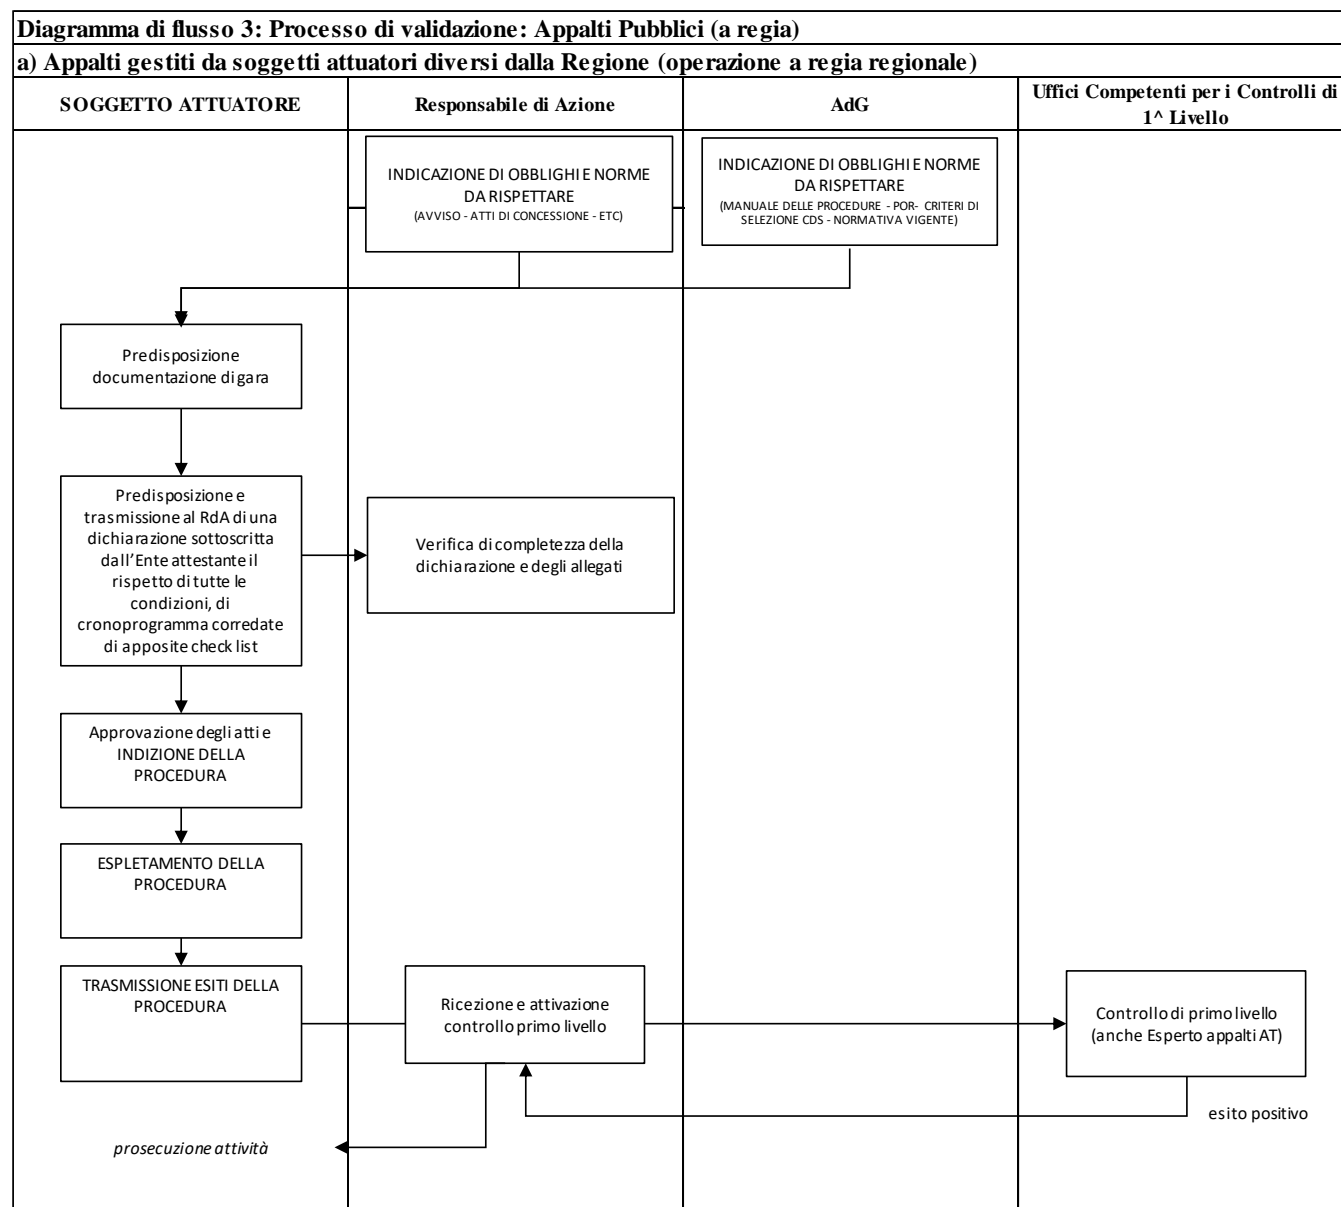 Diagramma di flusso 3: Processo di validazione: Appalti Pubblici (a regia)
a) Appalti gestiti da soggetti attuatori diversi dalla Regione (operazione a regia regionale)
SOGGETTO ATTUATORE
Responsabile di Azione
AdG
Uffici Competenti per i Controlli di
1^ Livello
INDICAZIONE DI OBBLIGHI E NORME
DA RISPETTARE
(AVVISO - ATTI DI CONCESSIONE - ETC)
INDICAZIONE DI OBBLIGHI E NORME
DA RISPETTARE
(MANUALE DELLE PROCEDURE - POR- CRITERI DI
SELEZIONE CDS - NORMATIVA VIGENTE)
Predisposizione
documentazione di gara
Predisposizione e
trasmissione al RdA di una
dichiarazione sottoscritta
dall'Ente attestante il
rispetto di tutte le
condizioni, di
cronoprogramma corredate
di apposite check list
Verifica di completezza della
dichiarazione e degli allegati
Approvazione degli atti e
INDIZIONE DELLA
PROCEDURA
ESPLETAMENTO DELLA
PROCEDURA
TRASMISSIONE ESITI DELLA
PROCEDURA
Ricezione e attivazione
controllo primo livello
Controllo di primo livello
(anche Esperto appalti AT)
esito positivo
prosecuzione attività